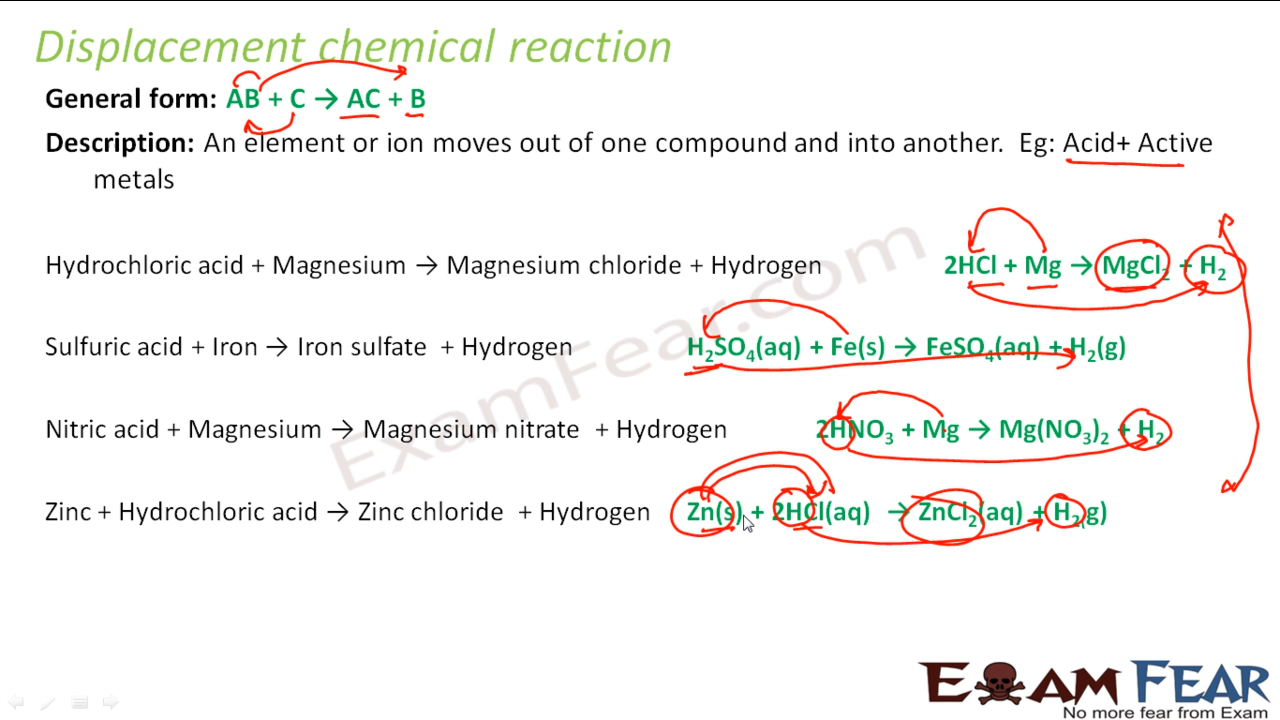 Displacement chemical reaction
General form: AB + C → AC + B
Description: An element or ion moves out of one compound and into another. Eg: Acid+ Active
metals
Hydrochloric acid + Magnesium → Magnesium chloride + Hydrogen 2HCl + Mg → MgCl₂ + H₂
Sulfuric acid + Iron → Iron sulfate + Hydrogen H₂SO₄(aq) + Fe(s) → FeSO₄(aq) + H₂(g)
Nitric acid + Magnesium → Magnesium nitrate + Hydrogen 2HNO₃ + Mg → Mg(NO₃)₂ + H₂
Zinc + Hydrochloric acid → Zinc chloride + Hydrogen Zn(s) + 2HCl(aq) → ZnCl₂(aq) + H₂(g)
ExamFear.com
EXAM FEAR
No more fear from Exam